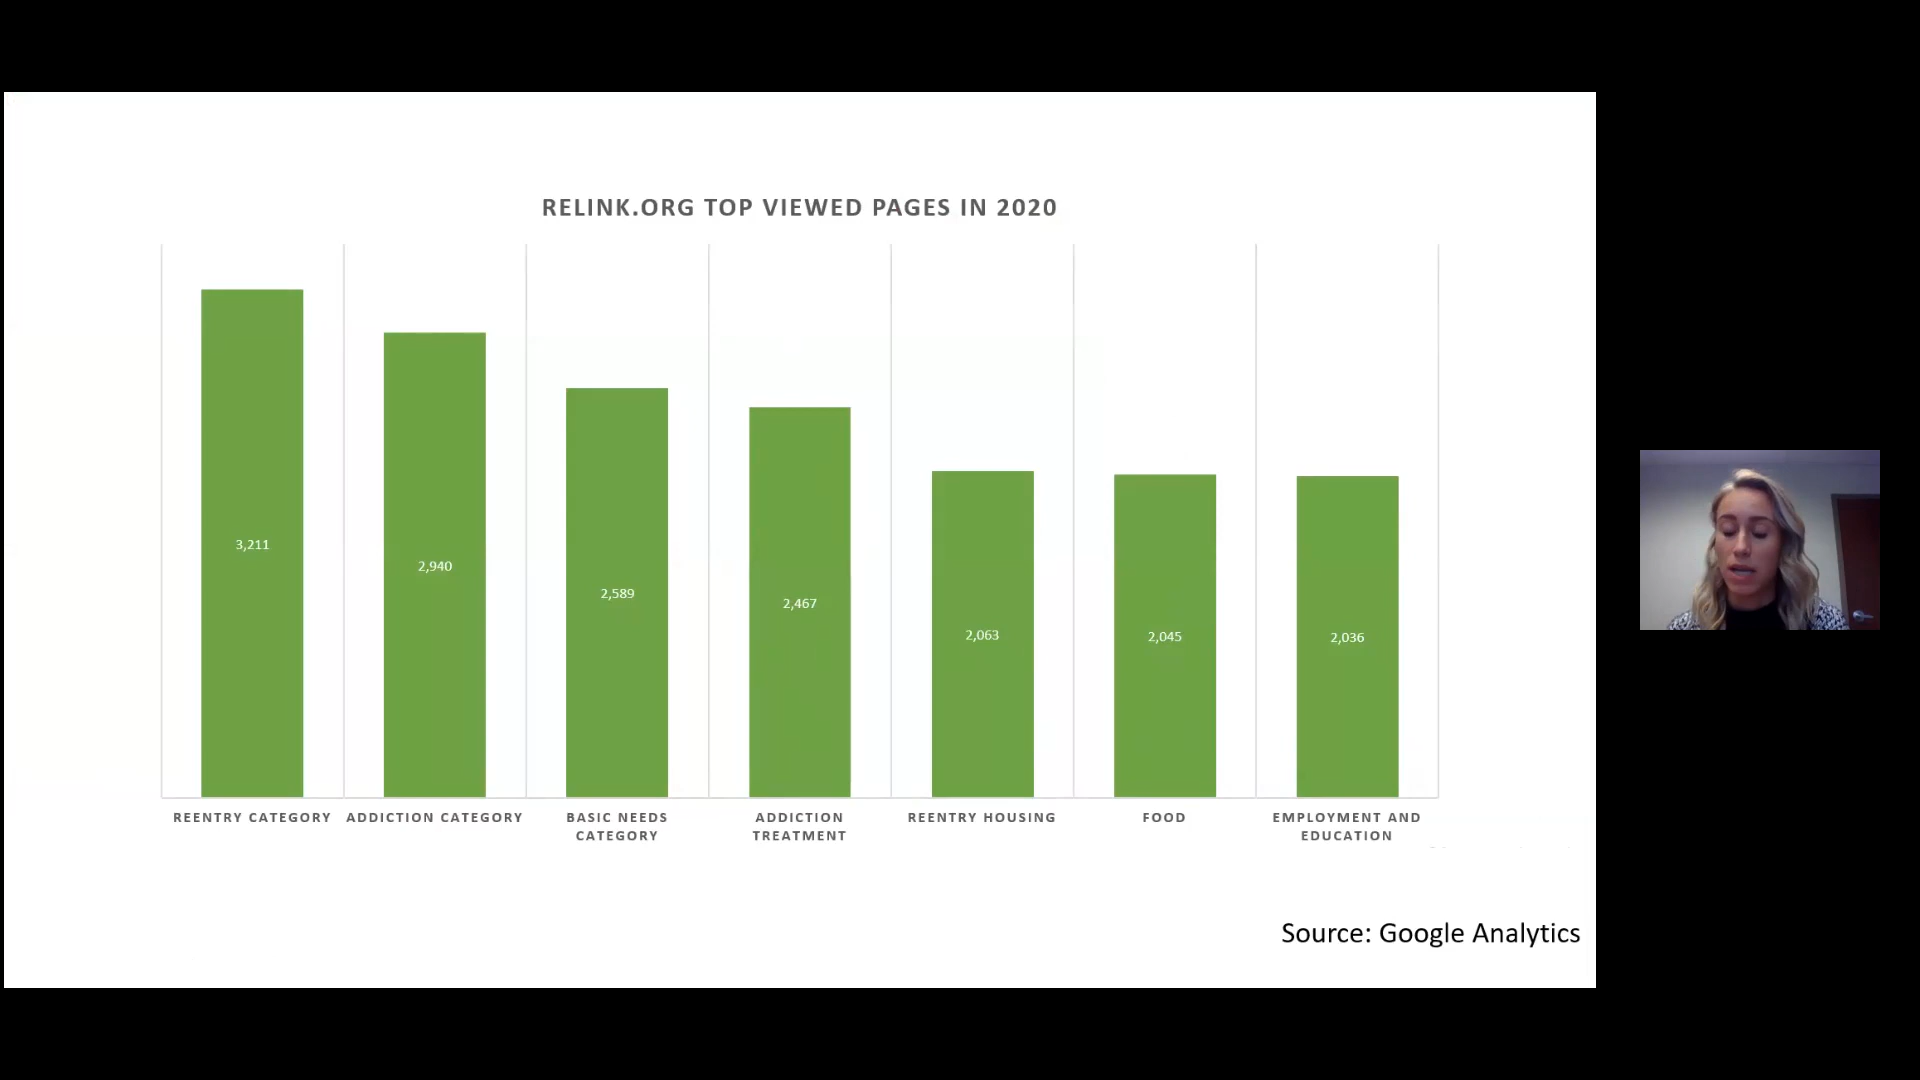 RELINK.ORG TOP VIEWED PAGES IN 2020
3,211
2,940
2,589
2,467
2,063
2,045
2,036
REENTRY CATEGORY
ADDICTION CATEGORY
BASIC NEEDS
CATEGORY
ADDICTION
TREATMENT
REENTRY HOUSING
FOOD
EMPLOYMENT AND
EDUCATION
Source: Google Analytics